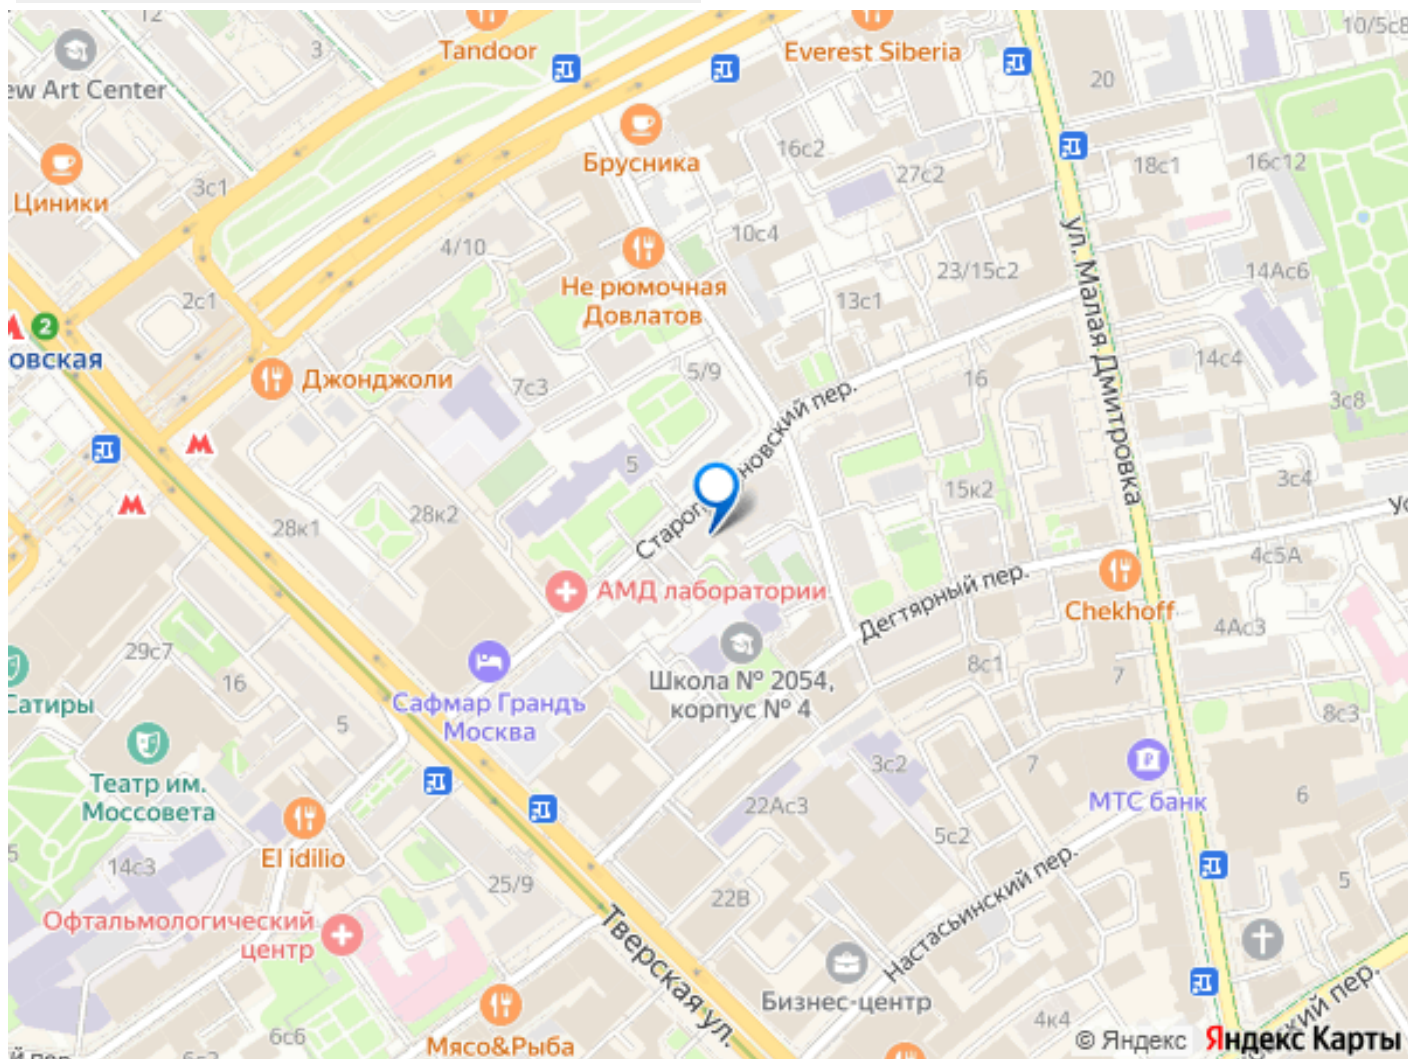 12
3
Tandoor
Everest Siberia
10/5с8
20
ew Art Center
Циники
3с1
Брусника
16с2
27с2
18с1
16с12
4/10
10с4
23/15с2
14Ас6
2с1
Не рюмочная
Довлатов
13с1
ул. Малая Дмитровка
2
овская
Джонджоли
7с3
5/9
16
14с4
3с8
5
новский пер.
Старо
15к2
3с4
28к1
28к2
4с5А
АМД лаборатории
Дегтярный пер.
Chekhoff
4Ас3
29с7
16
Сатиры
5
Сафмар Грандъ
Москва
Школа № 2054,
корпус № 4
8с1
7
8с3
Театр им.
Моссовета
3с2
7
МТС банк
6
22Ас3
El idilio
5с2
5
14с3
25/9
22В
5
Офтальмологический
центр
Тверская ул.
Настасьинский пер.
Бизнес-центр
6с6
Мясо&Рыба
4к4
ский пер.
© Яндекс
Яндекс Карты